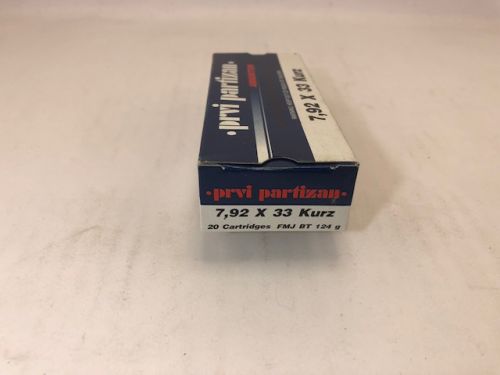 ·prvi partizan·
7,92 X 33 Kurz
·prvi partizan·
7,92 X 33 Kurz
20 Cartridges FMJ BT 124 g